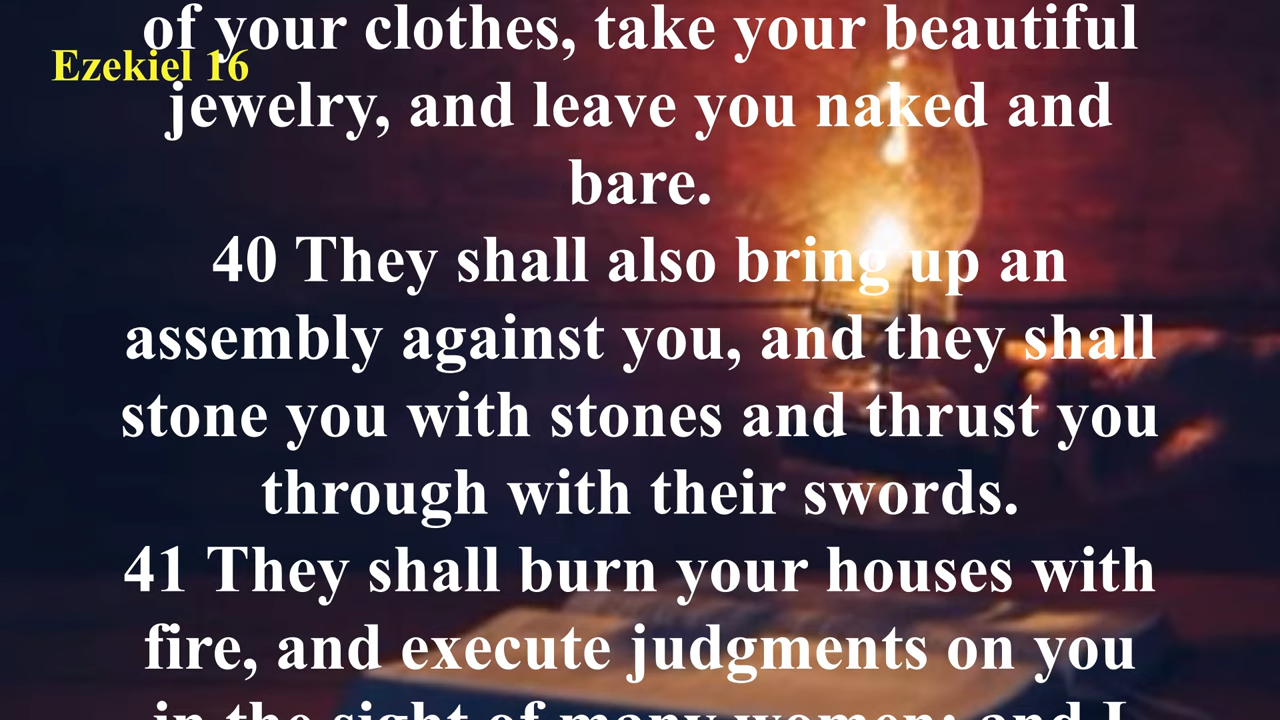 of your clothes, take your beautiful
Ezekiel 16
jewelry, and leave you naked and
bare.
40 They shall also bring up an
assembly against you, and they shall
stone you with stones and thrust you
through with their swords.
41 They shall burn your houses with
fire, and execute judgments on you
in the sight of many women; and I